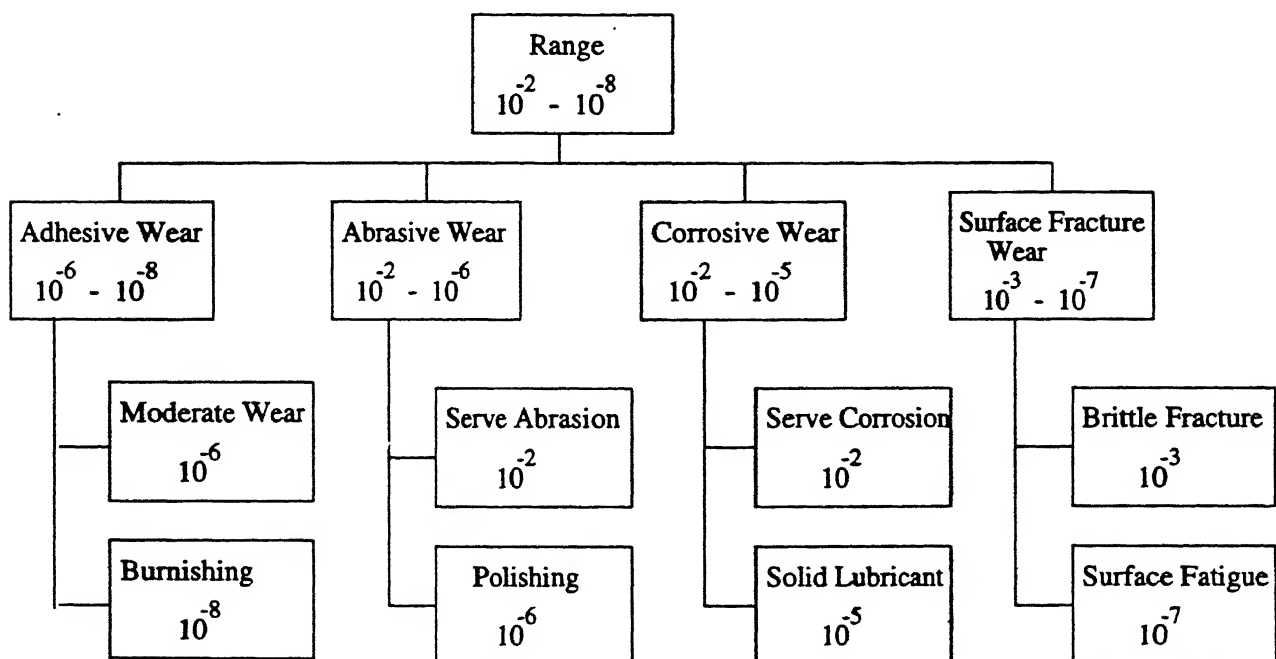 Range
10^-2 - 10^-8
Adhesive Wear
10^-6 - 10^-8
Abrasive Wear
10^-2 - 10^-6
Corrosive Wear
10^-2 - 10^-5
Surface Fracture
Wear
10^-3 - 10^-7
Moderate Wear
10^-6
Serve Abrasion
10^-2
Serve Corrosion
10^-2
Brittle Fracture
10^-3
Burnishing
10^-8
Polishing
10^-6
Solid Lubricant
10^-5
Surface Fatigue
10^-7